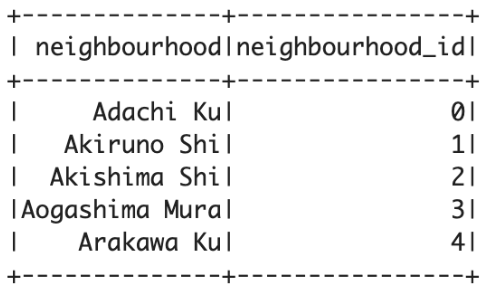 +--------------+----------------+
| neighbourhood|neighbourhood_id|
+--------------+----------------+
|     Adachi Ku|               0|
|   Akiruno Shi|               1|
|  Akishima Shi|               2|
|Aogashima Mura|               3|
|    Arakawa Ku|               4|
+--------------+----------------+